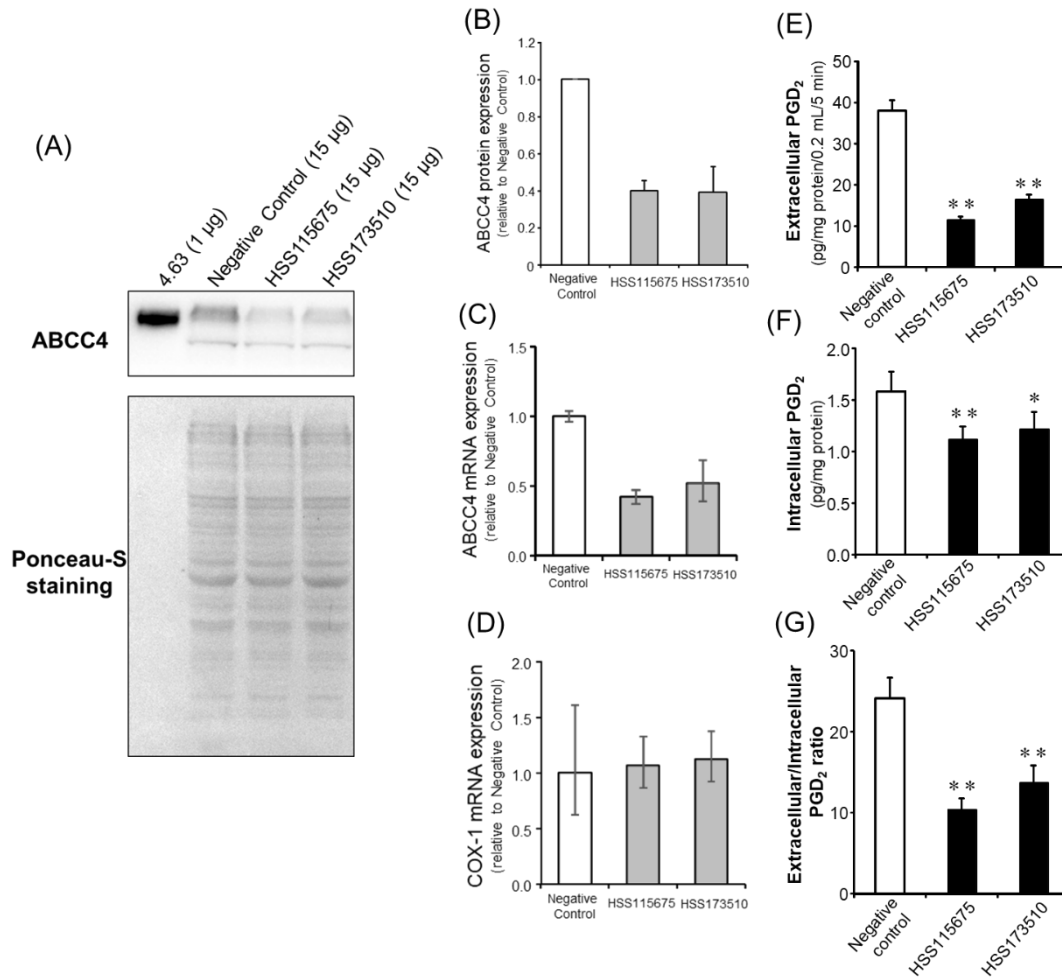 (A)
4.63 (1 µg)
Negative Control (15 µg)
HSS115675 (15 µg)
HSS173510 (15 µg)
ABCC4
Ponceau-S
staining
(B)
ABCC4 protein expression
(relative to Negative Control)
1.2
1.0
0.8
0.6
0.4
0.2
0
Negative
Control
HSS115675
HSS173510
(C)
ABCC4 mRNA expression
(relative to Negative Control)
1.5
1.0
0.5
0.0
Negative
Control
HSS115675
HSS173510
(D)
COX-1 mRNA expression
(relative to Negative Control)
2.0
1.5
1.0
0.5
0.0
Negative
Control
HSS115675
HSS173510
(E)
Extracellular PGD₂
(pg/mg protein/0.2 mL/5 min)
50
40
30
20
10
0
**
**
Negative
control
HSS115675
HSS173510
(F)
Intracellular PGD₂
(pg/mg protein)
2.0
1.5
1.0
0.5
0.0
**
*
Negative
control
HSS115675
HSS173510
(G)
Extracellular/Intracellular
PGD₂ ratio
30
20
10
0
**
**
Negative
control
HSS115675
HSS173510